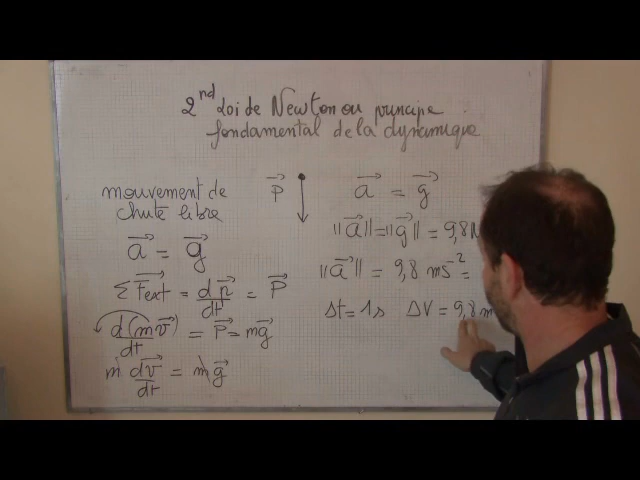 2nd Loi de Newton ou principe
fondamental de la dynamique
mouvement de
chute libre
a⃗ = g⃗
Σ F⃗ext = dp⃗/dt = P⃗
d(mv⃗)/dt = P⃗ = mg⃗
m dv⃗/dt = mg⃗
P⃗
a⃗ = g⃗
||a⃗|| = ||g⃗|| = 9,8
||a⃗|| = 9,8 ms⁻² =
Δt = 1s ΔV = 9,8 m